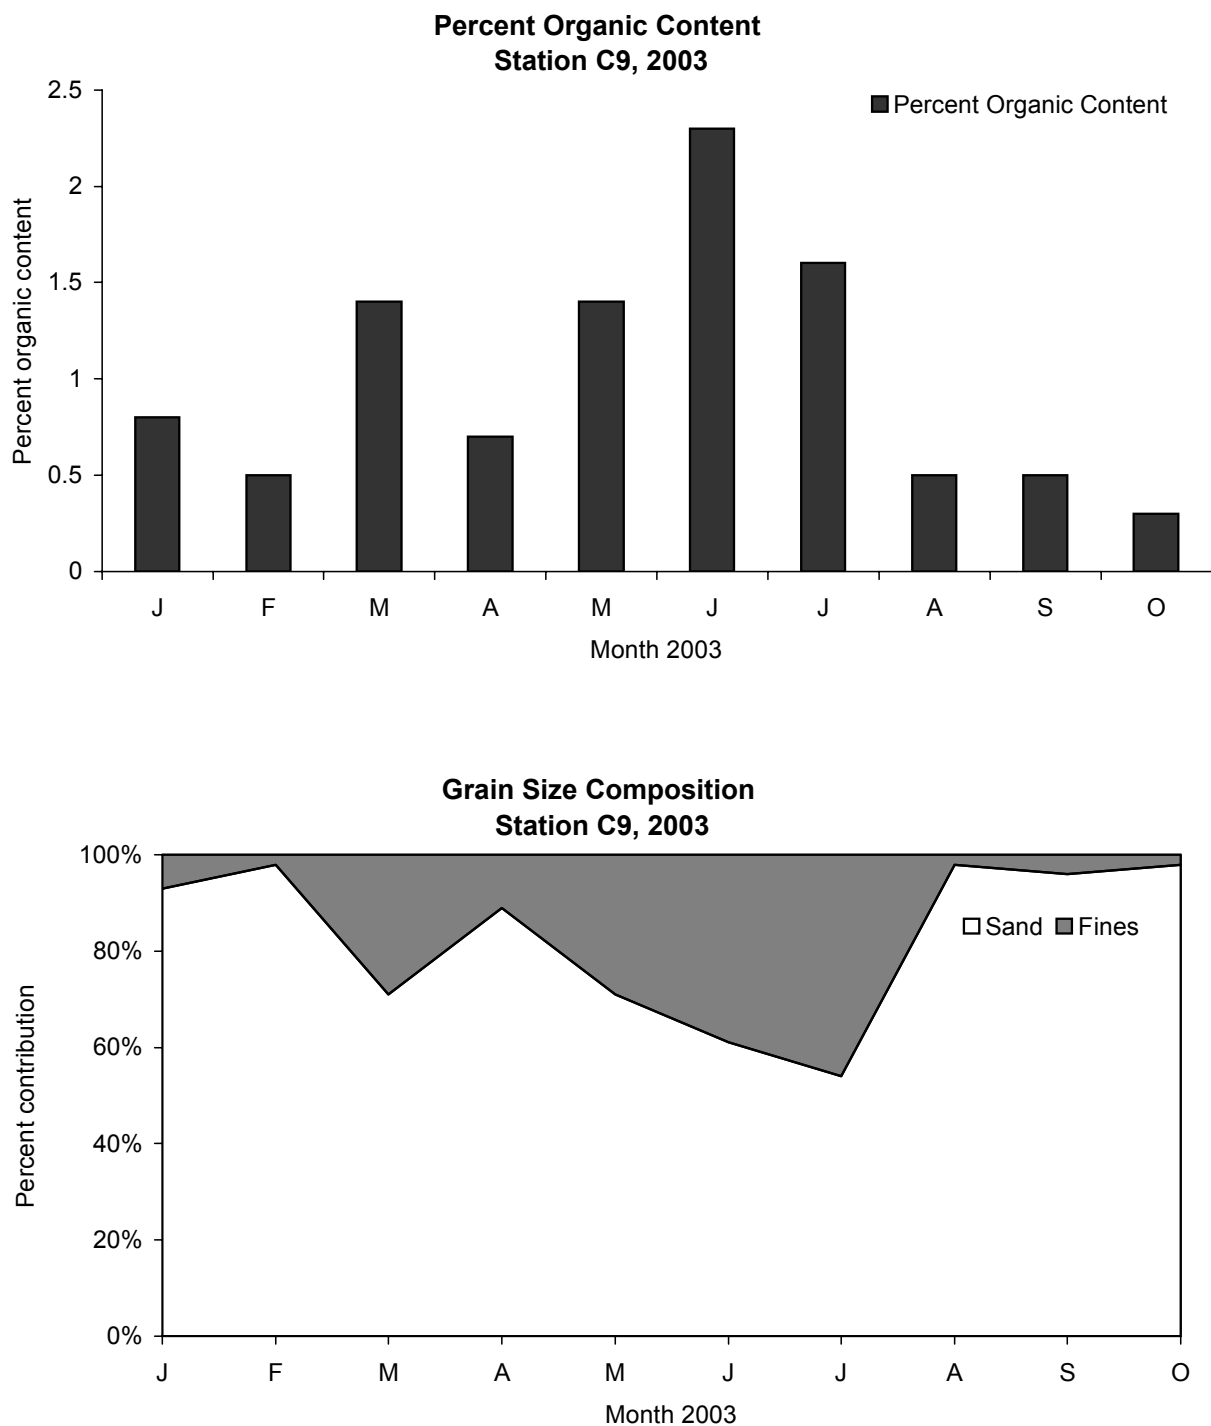 Percent Organic Content
Station C9, 2003
Percent Organic Content
2.5
2
1.5
1
0.5
0
Percent organic content
J F M A M J J A S O
Month 2003
Grain Size Composition
Station C9, 2003
100%
80%
60%
40%
20%
0%
Percent contribution
Sand Fines
J F M A M J J A S O
Month 2003